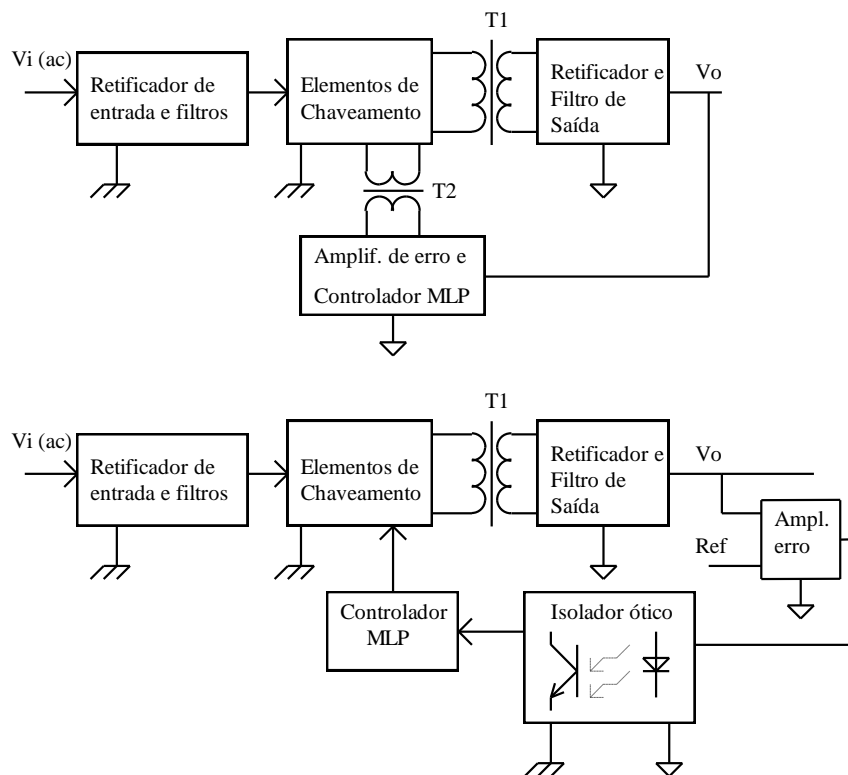 T1
Vi (ac)
Retificador de
entrada e filtros
Elementos de
Chaveamento
Retificador e
Filtro de
Saída
Vo
T2
Amplif. de erro e
Controlador MLP
T1
Vi (ac)
Retificador de
entrada e filtros
Elementos de
Chaveamento
Retificador e
Filtro de
Saída
Vo
Ampl.
erro
Ref
Controlador
MLP
Isolador ótico